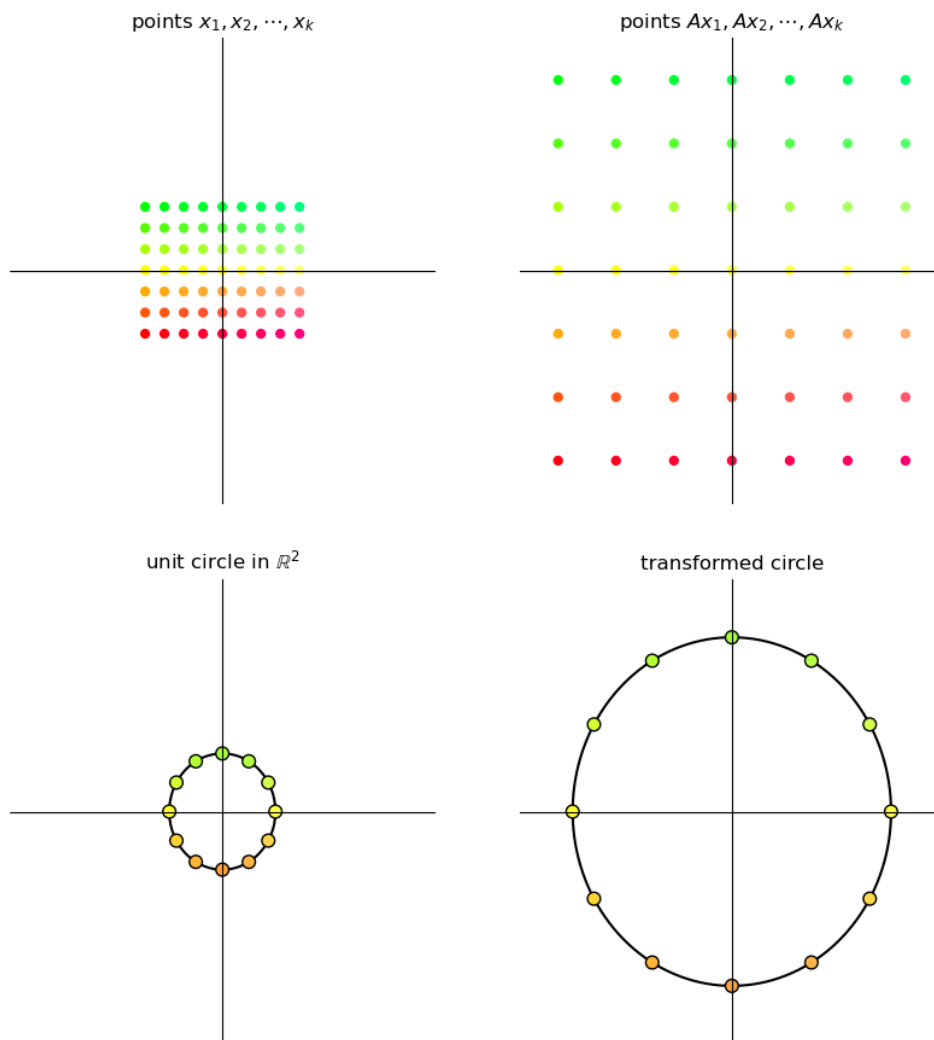 points x₁, x₂, ⋯, xₖ
points Ax₁, Ax₂, ⋯, Axₖ
unit circle in ℝ²
transformed circle